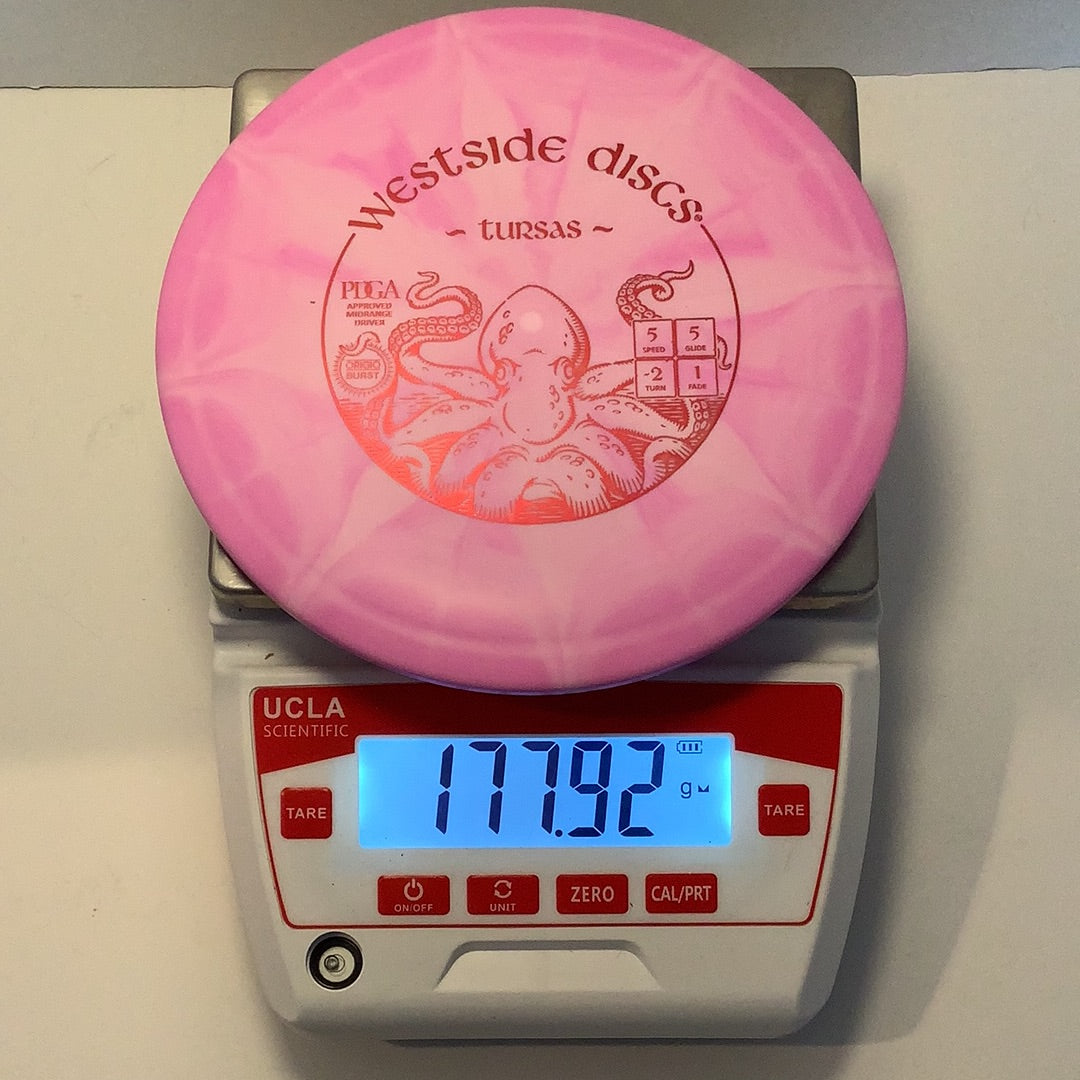 westside discs
~ tursas ~
PDGA
APPROVED
MIDRANGE
DRIVER
ORIGIO
BURST
5 5
SPEED GLIDE
-2 1
TURN FADE
UCLA
SCIENTIFIC
177.92
g
TARE
TARE
ON/OFF
UNIT
ZERO
CAL/PRT